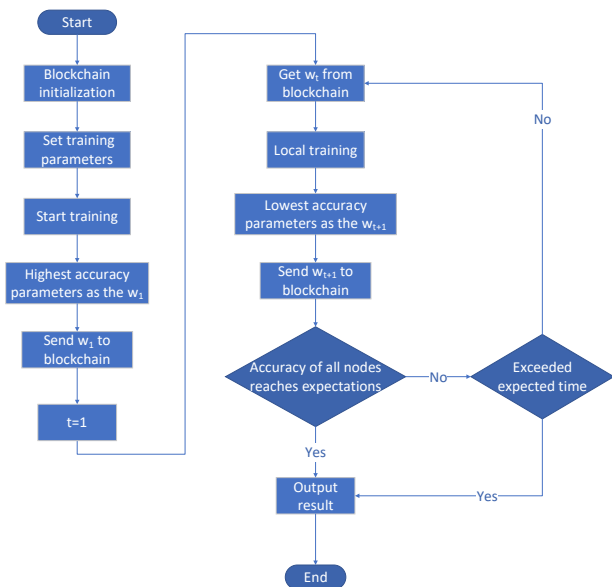 Start
Blockchain
initialization
Set training
parameters
Start training
Highest accuracy
parameters as the w₁
Send w₁ to
blockchain
t=1
Get wₜ from
blockchain
Local training
Lowest accuracy
parameters as the wₜ₊₁
Send wₜ₊₁ to
blockchain
Accuracy of all nodes
reaches expectations
No
Exceeded
expected time
No
Yes
Yes
Output
result
End